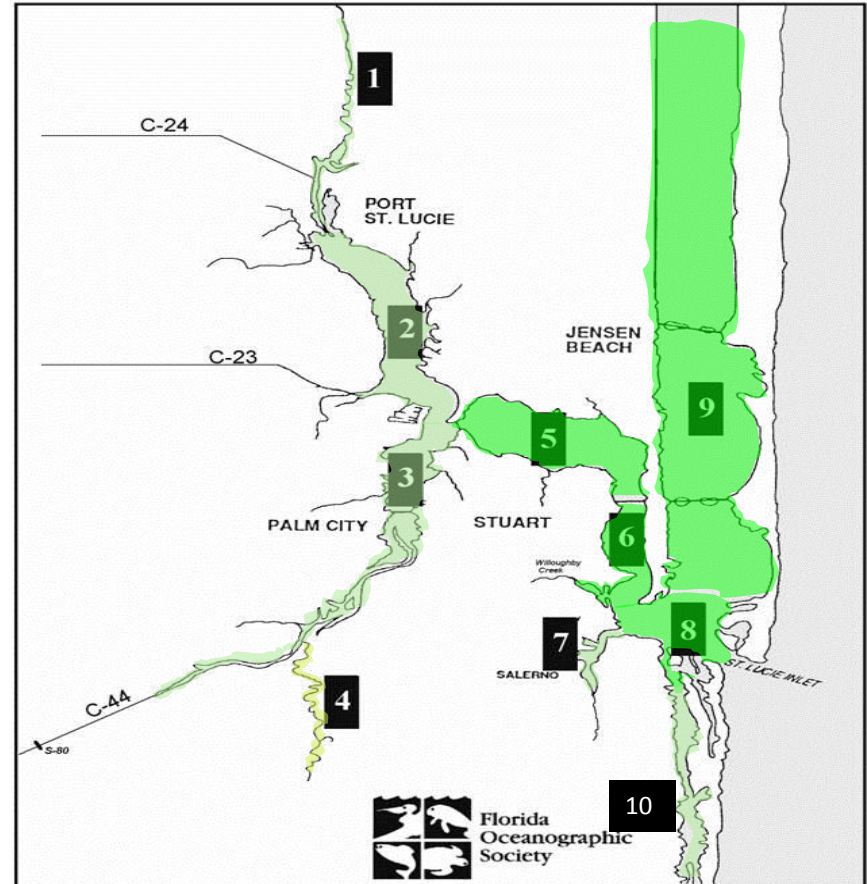 1
C-24
PORT
ST. LUCIE
2
JENSEN
BEACH
C-23
9
5
3
PALM CITY
STUART
6
Willoughby
Creek
7
8
SALERNO
ST. LUCIE INLET
4
C-44
S-80
10
Florida
Oceanographic
Society